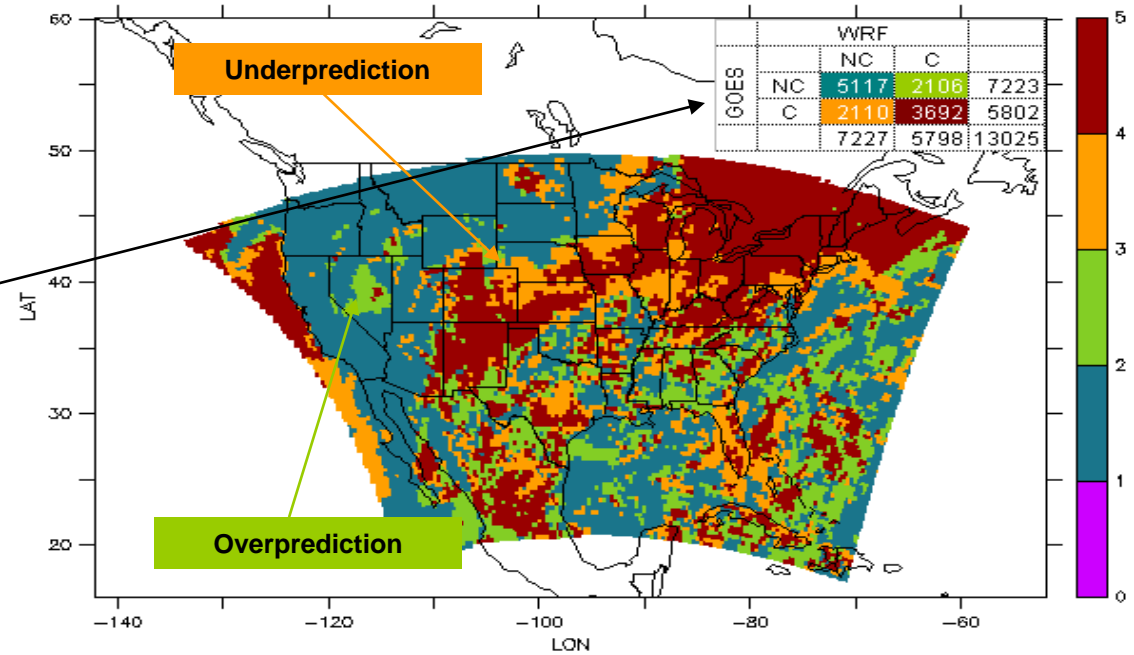 60
50
40
30
20
LAT
Underprediction
WRF
NC C
GOES
NC 5117 2106 7223
C 2110 3692 5802
7227 5798 13025
Overprediction
-140 -120 -100 -80 -60
LON
5
4
3
2
1
0